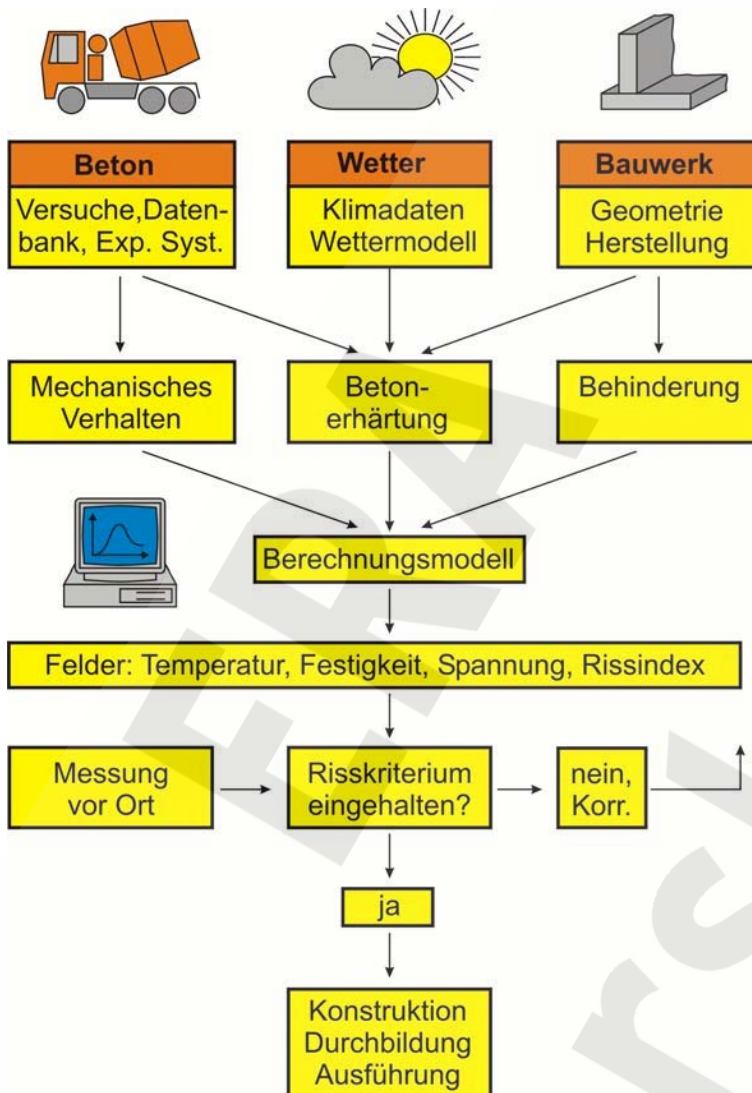 Beton
Wetter
Bauwerk
Versuche,Daten-
bank, Exp. Syst.
Klimadaten
Wettermodell
Geometrie
Herstellung
Mechanisches
Verhalten
Beton-
erhärtung
Behinderung
Berechnungsmodell
Felder: Temperatur, Festigkeit, Spannung, Rissindex
Messung
vor Ort
Risskriterium
eingehalten?
nein,
Korr.
ja
Konstruktion
Durchbildung
Ausführung